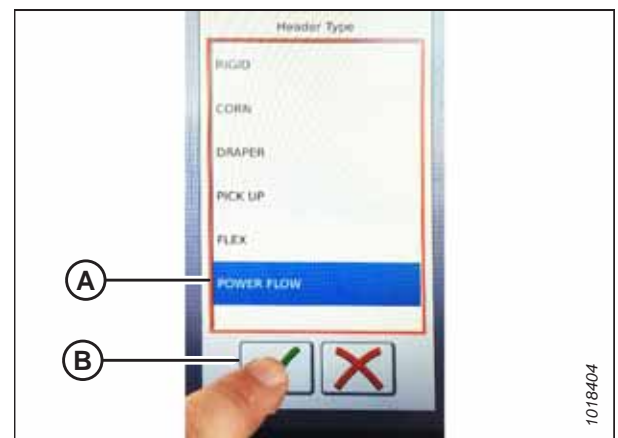 Header Type
RIGID
CORN
DRAPER
PICK UP
FLEX
A
POWER FLOW
B
1018404